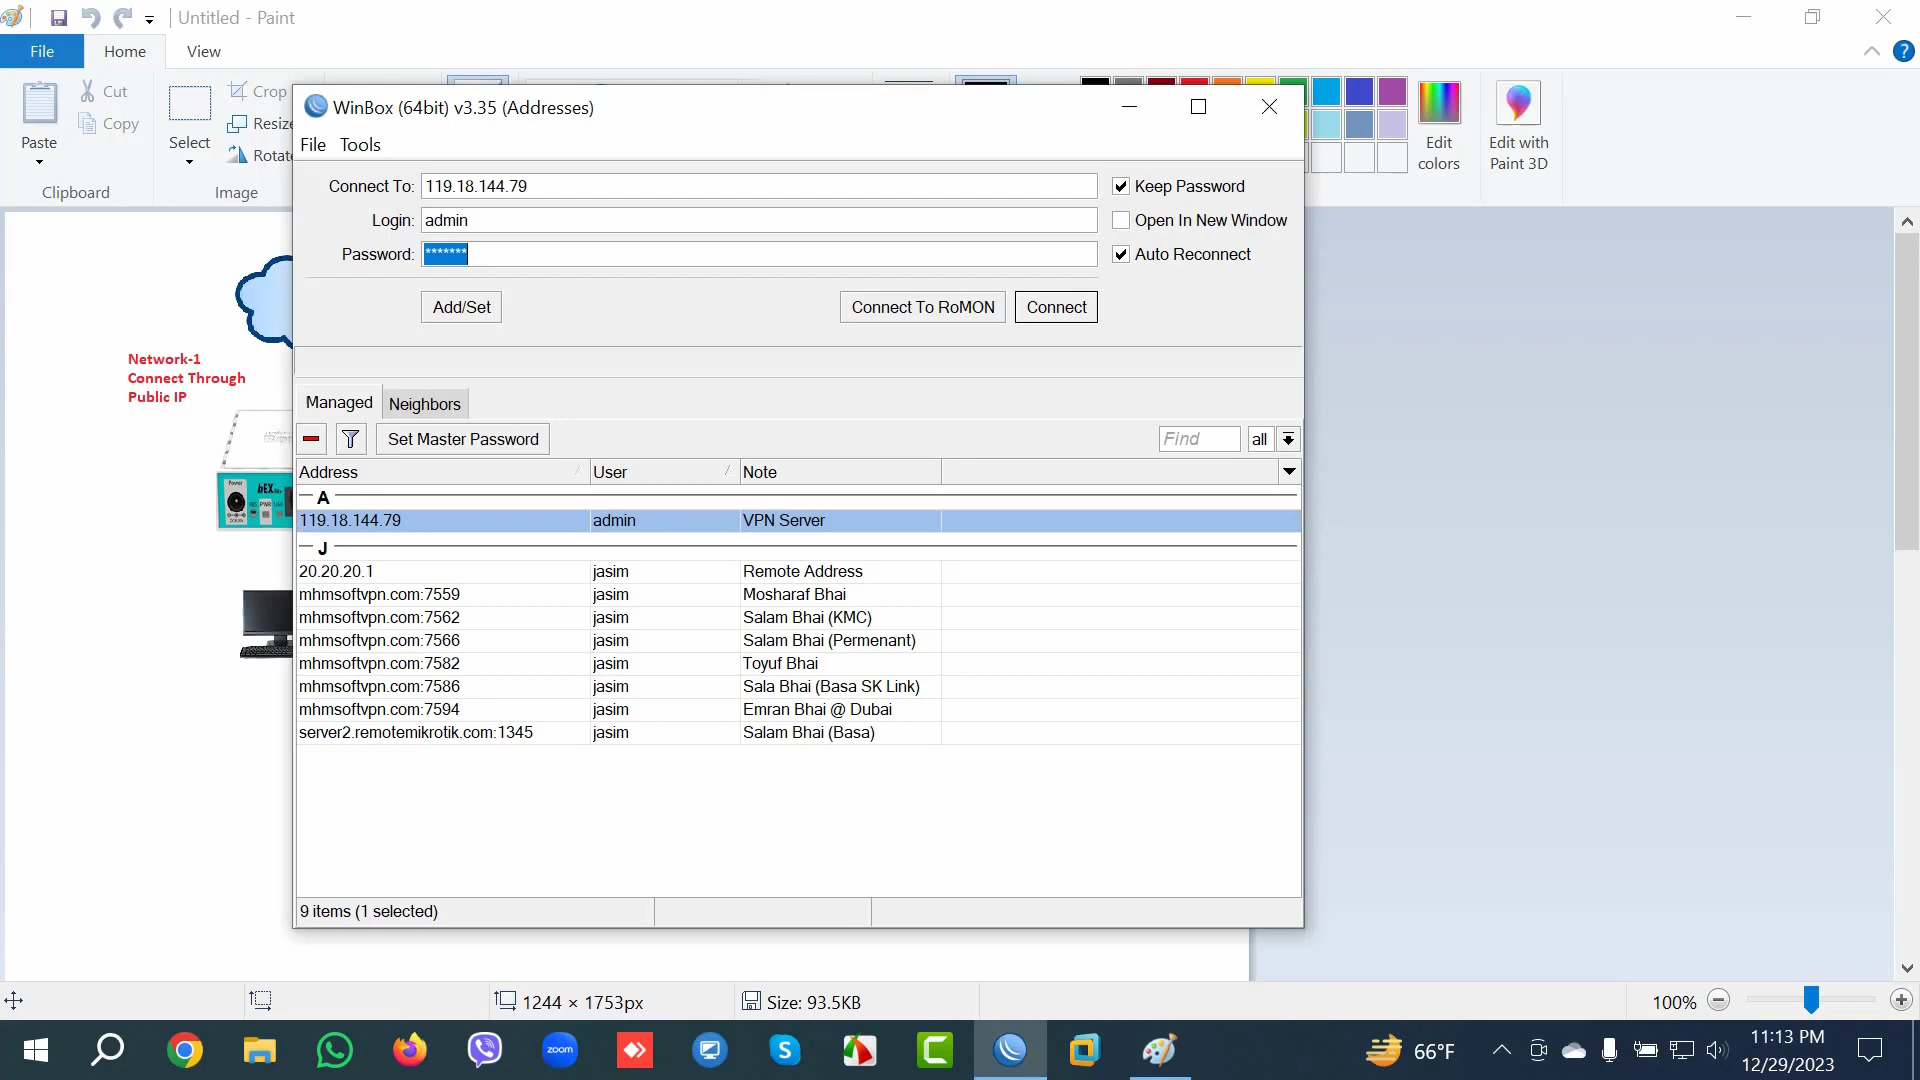 Untitled - Paint
File
Home
View
Paste
Cut
Copy
Clipboard
Select
Crop
Resize
Rotate
Image
Edit colors
Edit with Paint 3D
WinBox (64bit) v3.35 (Addresses)
File Tools
Connect To: 119.18.144.79
Keep Password
Login: admin
Open In New Window
Password: *******
Auto Reconnect
Add/Set
Connect To RoMON
Connect
Managed
Neighbors
Set Master Password
Find
all
Address User Note
A
119.18.144.79 admin VPN Server
J
20.20.20.1 jasim Remote Address
mhmsoftvpn.com:7559 jasim Mosharaf Bhai
mhmsoftvpn.com:7562 jasim Salam Bhai (KMC)
mhmsoftvpn.com:7566 jasim Salam Bhai (Permenant)
mhmsoftvpn.com:7582 jasim Toyuf Bhai
mhmsoftvpn.com:7586 jasim Sala Bhai (Basa SK Link)
mhmsoftvpn.com:7594 jasim Emran Bhai @ Dubai
server2.remotemikrotik.com:1345 jasim Salam Bhai (Basa)
9 items (1 selected)
Network-1
Connect Through
Public IP
Power
hEX
PWR
1244 × 1753px
Size: 93.5KB
100%
zoom
66°F
11:13 PM
12/29/2023